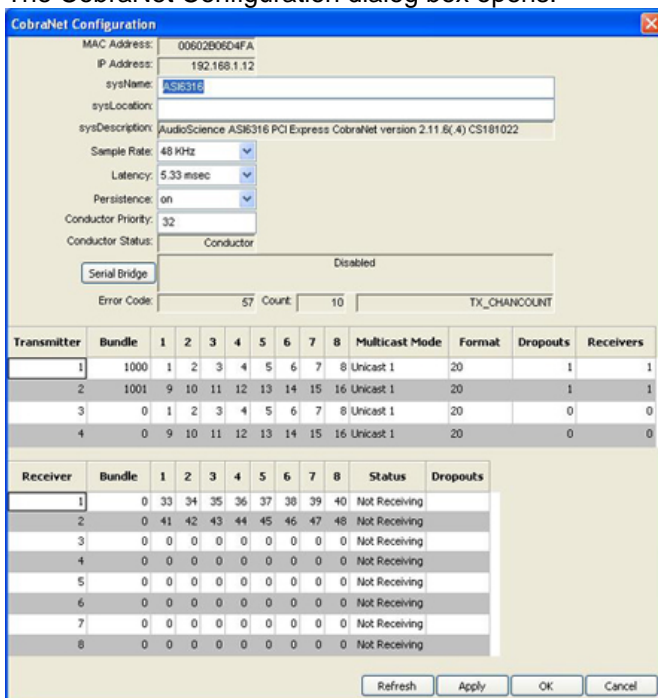 The CobraNet Configuration dialog box opens.
CobraNet Configuration
MAC Address: 00602B06D4FA
IP Address: 192.168.1.12
sysName: ASI6316
sysLocation:
sysDescription: AudioScience ASI6316 PCI Express CobraNet version 2.11.6(.4) CS181022
Sample Rate: 48 KHz
Latency: 5.33 msec
Persistence: on
Conductor Priority: 32
Conductor Status: Conductor
Serial Bridge Disabled
Error Code: 57 Count: 10 TX_CHANCOUNT
Transmitter Bundle 1 2 3 4 5 6 7 8 Multicast Mode Format Dropouts Receivers
1 1000 1 2 3 4 5 6 7 8 Unicast 1 20 1 1
2 1001 9 10 11 12 13 14 15 16 Unicast 1 20 1 1
3 0 1 2 3 4 5 6 7 8 Unicast 1 20 0 0
4 0 9 10 11 12 13 14 15 16 Unicast 1 20 0 0
Receiver Bundle 1 2 3 4 5 6 7 8 Status Dropouts
1 0 33 34 35 36 37 38 39 40 Not Receiving
2 0 41 42 43 44 45 46 47 48 Not Receiving
3 0 0 0 0 0 0 0 0 0 Not Receiving
4 0 0 0 0 0 0 0 0 0 Not Receiving
5 0 0 0 0 0 0 0 0 0 Not Receiving
6 0 0 0 0 0 0 0 0 0 Not Receiving
7 0 0 0 0 0 0 0 0 0 Not Receiving
8 0 0 0 0 0 0 0 0 0 Not Receiving
Refresh Apply OK Cancel